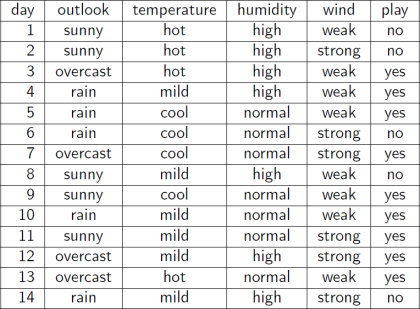 day outlook temperature humidity wind play
1 sunny hot high weak no
2 sunny hot high strong no
3 overcast hot high weak yes
4 rain mild high weak yes
5 rain cool normal weak yes
6 rain cool normal strong no
7 overcast cool normal strong yes
8 sunny mild high weak no
9 sunny cool normal weak yes
10 rain mild normal weak yes
11 sunny mild normal strong yes
12 overcast mild high strong yes
13 overcast hot normal weak yes
14 rain mild high strong no